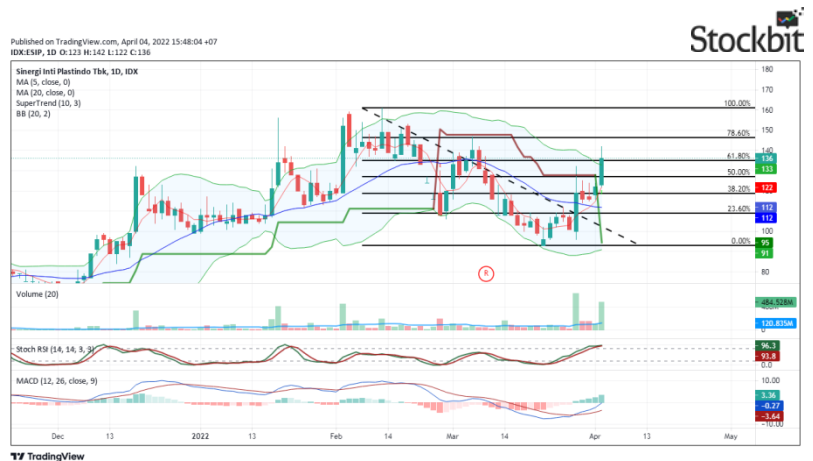 Stockbit
Published on TradingView.com, April 04, 2022 15:48:04 +07
IDX:ESIP, 1D O:123 H:142 L:122 C:136
Sinergi Inti Plastindo Tbk, 1D, IDX
MA (5, close, 0)
MA (20, close, 0)
SuperTrend (10, 3)
BB (20, 2)
180
170
160
100.00%
150
78.60%
140
61.80%
136
133
50.00%
122
38.20%
112
23.60%
112
100
0.00%
95
91
80
R
Volume (20)
484.528M
120.835M
0
Stoch RSI (14, 14, 3, 3)
96.3
93.8
0.0
MACD (12, 26, close, 9)
10.00
3.36
-0.27
-3.64
-10.00
Dec 13 2022 13 Feb 14 Mar 14 Apr 13 May
TradingView